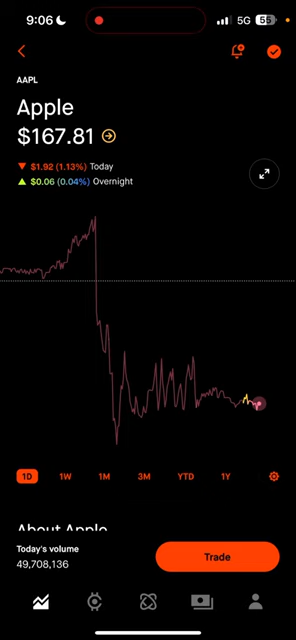 9:06
5G
55
AAPL
Apple
$167.81
$1.92 (1.13%) Today
$0.06 (0.04%) Overnight
1D 1W 1M 3M YTD 1Y
About Apple
Today's volume
49,708,136
Trade